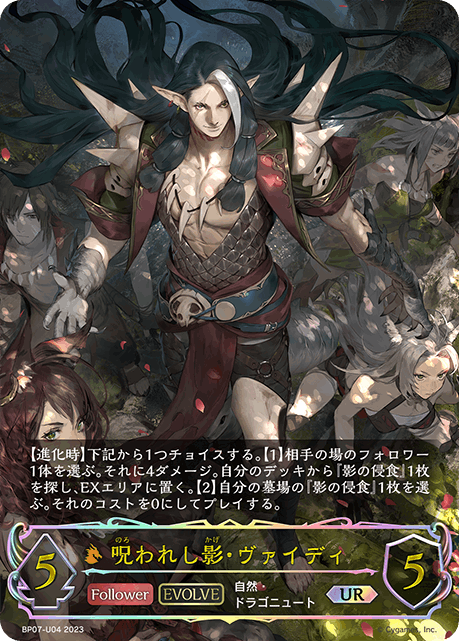 【進化時】下記から1つチョイスする。【1】相手の場のフォロワー
1体を選ぶ。それに4ダメージ。自分のデッキから『影の侵食』1枚
を探し、EXエリアに置く。【2】自分の墓場の『影の侵食』1枚を選
ぶ。それのコストを0にしてプレイする。
のろ かげ
呪われし影・ヴァイディ
5
5
Follower EVOLVE 自然・
ドラゴニュート
UR
BP07-U04 2023
© Cygames, Inc.